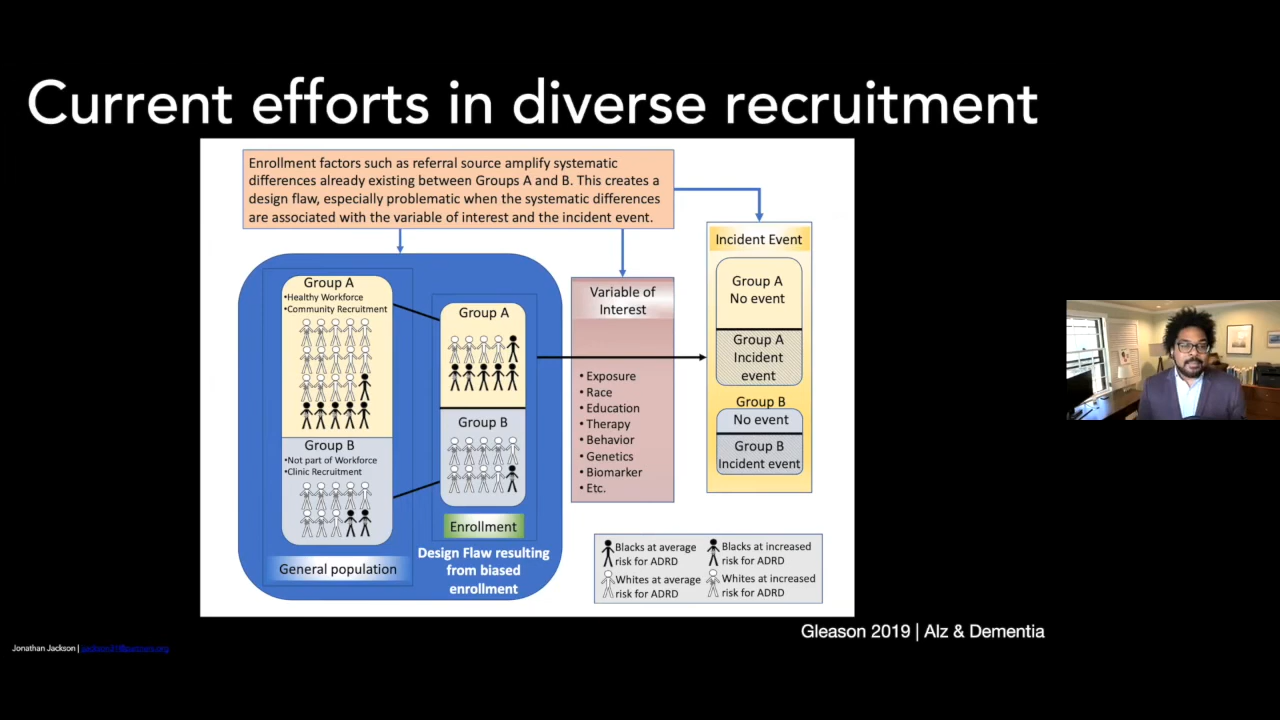 Current efforts in diverse recruitment
Enrollment factors such as referral source amplify systematic
differences already existing between Groups A and B. This creates a
design flaw, especially problematic when the systematic differences
are associated with the variable of interest and the incident event.
Group A
•Healthy Workforce
•Community Recruitment
Group B
•Not part of Workforce
•Clinic Recruitment
General population
Group A
Group B
Enrollment
Design Flaw resulting
from biased
enrollment
Variable of
Interest
• Exposure
• Race
• Education
• Therapy
• Behavior
• Genetics
• Biomarker
• Etc.
Incident Event
Group A
No event
Group A
Incident
event
Group B
No event
Group B
Incident event
Blacks at average
risk for ADRD
Blacks at increased
risk for ADRD
Whites at average
risk for ADRD
Whites at increased
risk for ADRD
Gleason 2019 | Alz & Dementia
Jonathan Jackson |